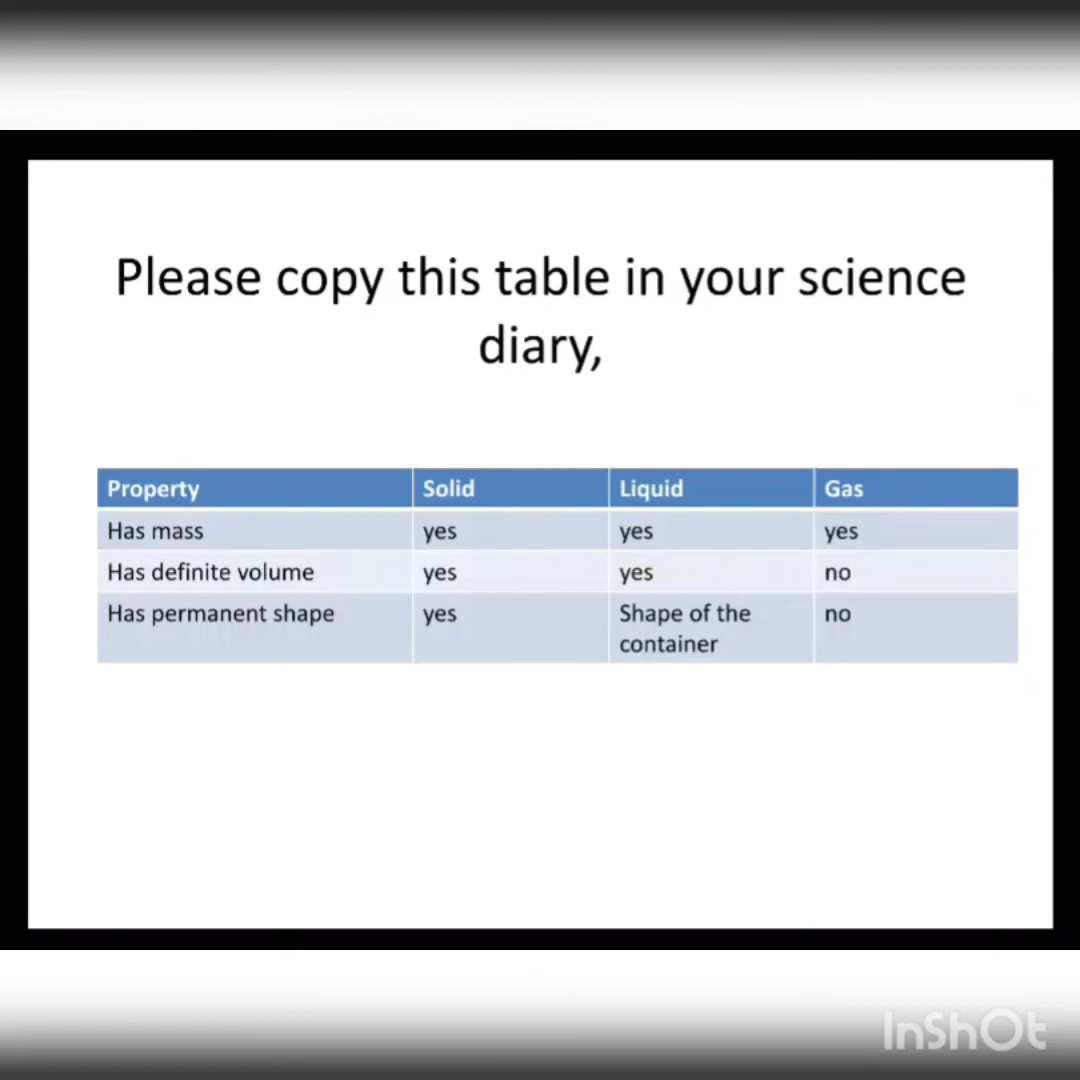 Please copy this table in your science
diary,
Property Solid Liquid Gas
Has mass yes yes yes
Has definite volume yes yes no
Has permanent shape yes Shape of the no
container
InShOt